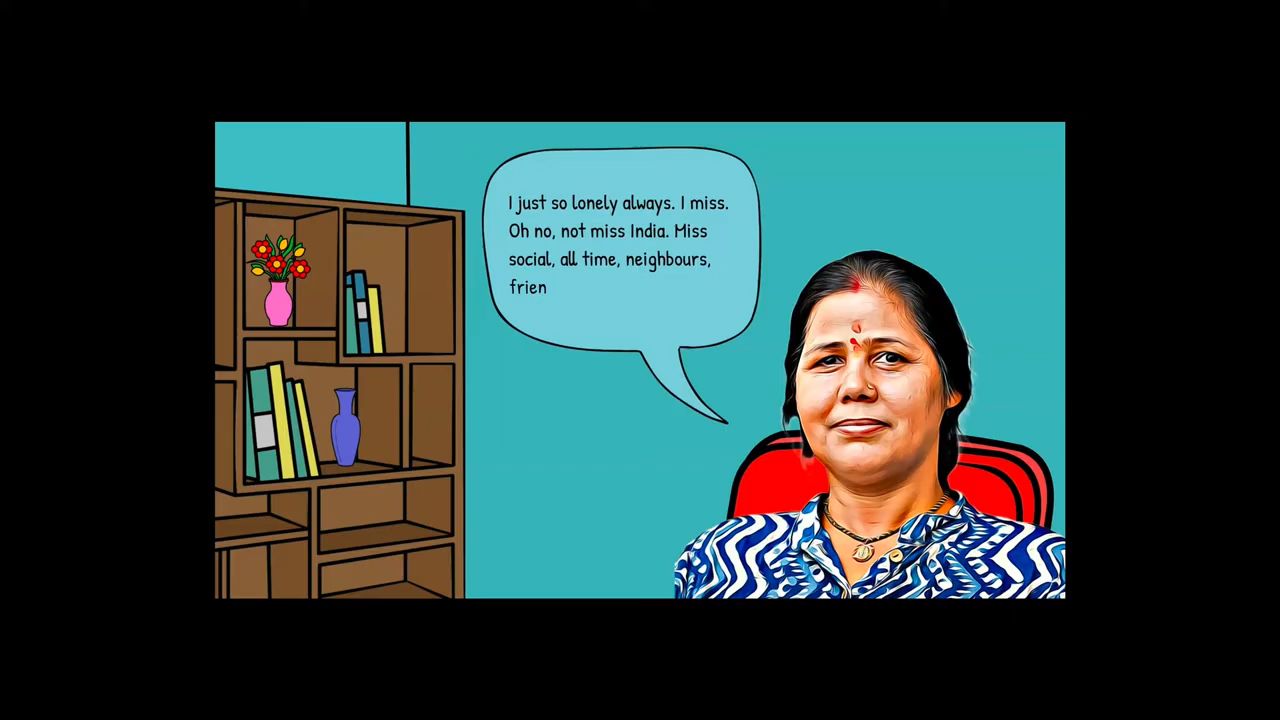 I just so lonely always. I miss.
Oh no, not miss India. Miss
social, all time, neighbours,
frien